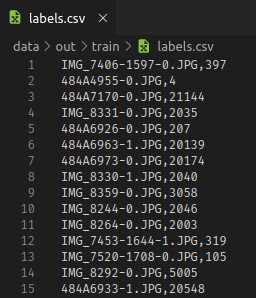 labels.csv
data > out > train > labels.csv
1 IMG_7406-1597-0.JPG,397
2 484A4955-0.JPG,4
3 484A7170-0.JPG,21144
4 IMG_8331-0.JPG,2035
5 484A6926-0.JPG,207
6 484A6963-1.JPG,20139
7 484A6973-0.JPG,20174
8 IMG_8330-1.JPG,2040
9 IMG_8359-0.JPG,3058
10 IMG_8244-0.JPG,2046
11 IMG_8264-0.JPG,2003
12 IMG_7453-1644-1.JPG,319
13 IMG_7520-1708-0.JPG,105
14 IMG_8292-0.JPG,5005
15 484A6933-1.JPG,20548